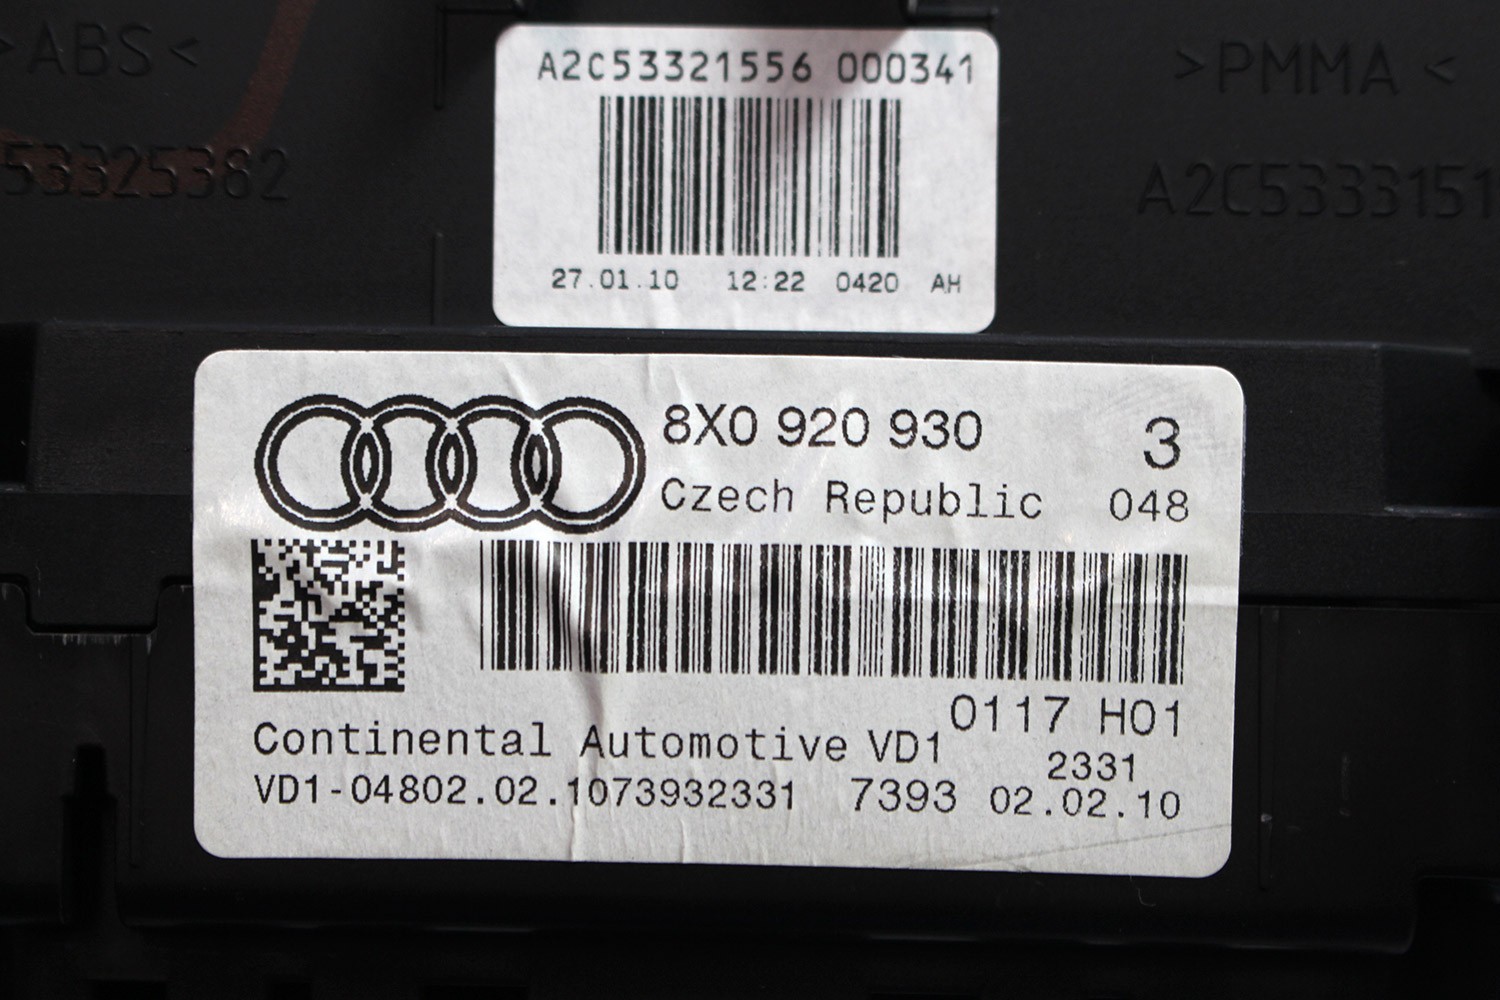 >ABS<
53325382
>PMMA<
A2C5333151
A2C53321556 000341
27.01.10 12:22 0420 AH
8X0 920 930 3
Czech Republic 048
0117 H01
Continental Automotive VD1
2331
VD1-04802.02.1073932331 7393 02.02.10